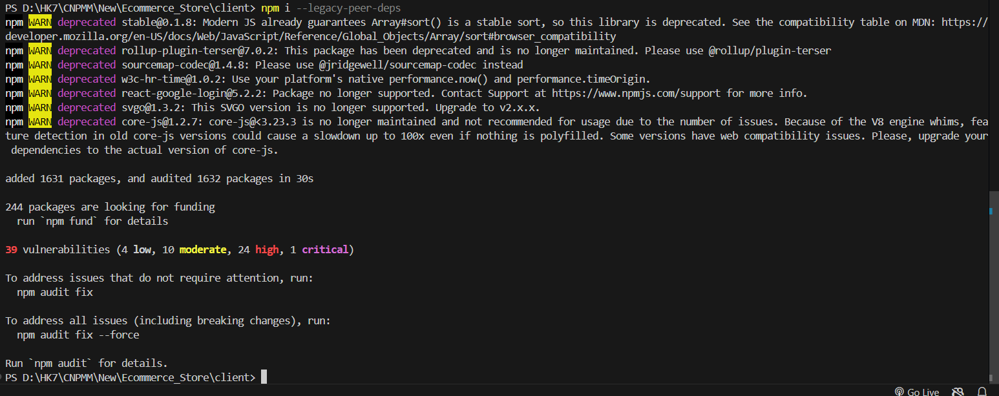 PS D:\HK7\CNPMM\New\Ecommerce_Store\client> npm i --legacy-peer-deps
npm WARN deprecated stable@0.1.8: Modern JS already guarantees Array#sort() is a stable sort, so this library is deprecated. See the compatibility table on MDN: https://
developer.mozilla.org/en-US/docs/Web/JavaScript/Reference/Global_Objects/Array/sort#browser_compatibility
npm WARN deprecated rollup-plugin-terser@7.0.2: This package has been deprecated and is no longer maintained. Please use @rollup/plugin-terser
npm WARN deprecated sourcemap-codec@1.4.8: Please use @jridgewell/sourcemap-codec instead
npm WARN deprecated w3c-hr-time@1.0.2: Use your platform's native performance.now() and performance.timeOrigin.
npm WARN deprecated react-google-login@5.2.2: Package no longer supported. Contact Support at https://www.npmjs.com/support for more info.
npm WARN deprecated svgo@1.3.2: This SVGO version is no longer supported. Upgrade to v2.x.x.
npm WARN deprecated core-js@1.2.7: core-js@<3.23.3 is no longer maintained and not recommended for usage due to the number of issues. Because of the V8 engine whims, fea
ture detection in old core-js versions could cause a slowdown up to 100x even if nothing is polyfilled. Some versions have web compatibility issues. Please, upgrade your
 dependencies to the actual version of core-js.
added 1631 packages, and audited 1632 packages in 30s
244 packages are looking for funding
  run `npm fund` for details
39 vulnerabilities (4 low, 10 moderate, 24 high, 1 critical)
To address issues that do not require attention, run:
  npm audit fix
To address all issues (including breaking changes), run:
  npm audit fix --force
Run `npm audit` for details.
PS D:\HK7\CNPMM\New\Ecommerce_Store\client>
Go Live